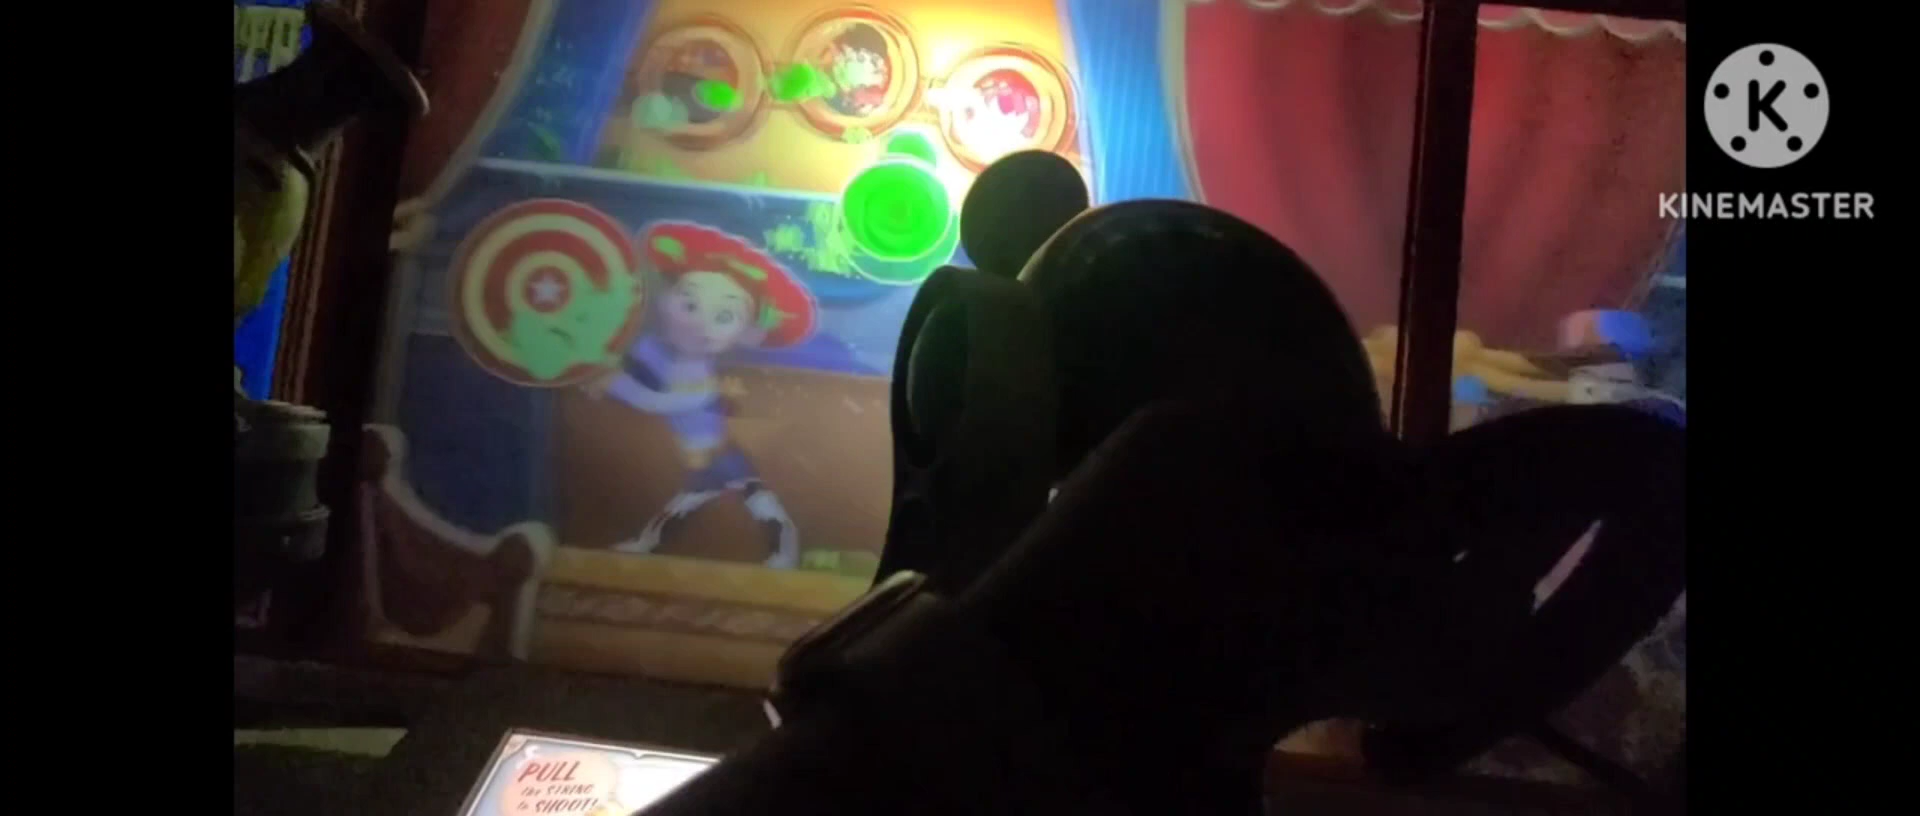 K
KINEMASTER
PULL
the STRING
to SHOOT!